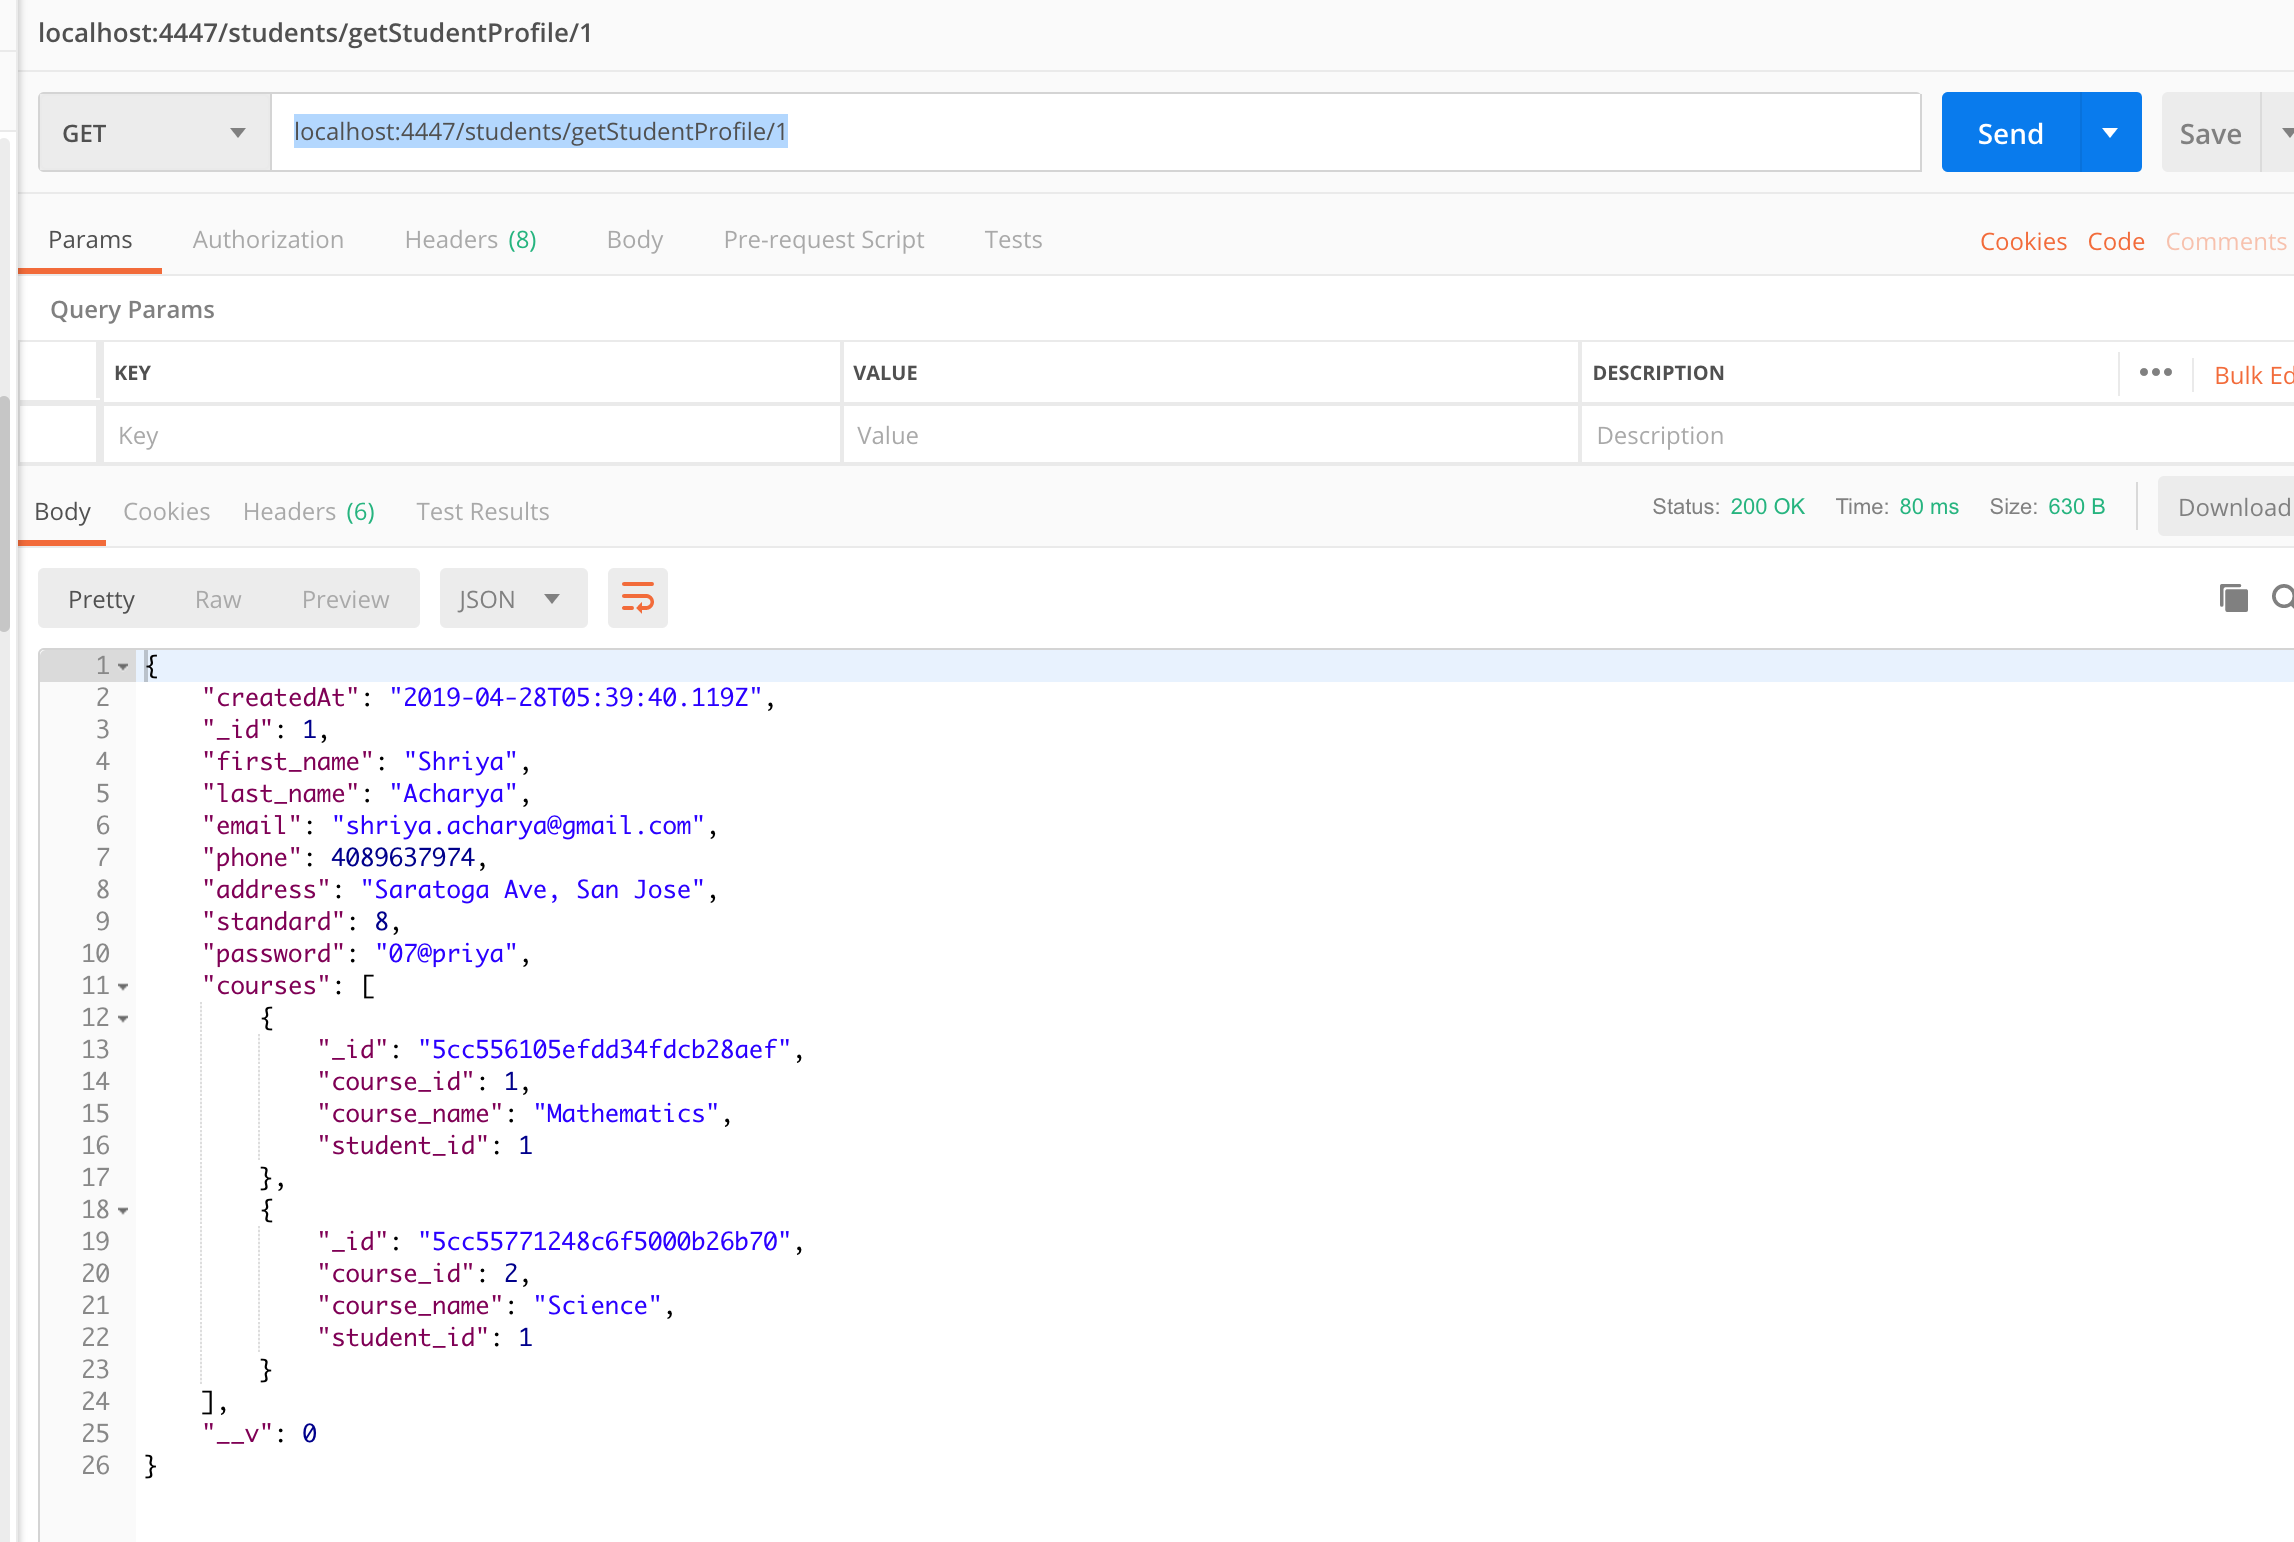 localhost:4447/students/getStudentProfile/1
GET localhost:4447/students/getStudentProfile/1 Send Save
Params Authorization Headers (8) Body Pre-request Script Tests Cookies Code Comments
Query Params
KEY VALUE DESCRIPTION ••• Bulk Ed
Key Value Description
Body Cookies Headers (6) Test Results Status: 200 OK Time: 80 ms Size: 630 B Download
Pretty Raw Preview JSON
1 {
2 "createdAt": "2019-04-28T05:39:40.119Z",
3 "_id": 1,
4 "first_name": "Shriya",
5 "last_name": "Acharya",
6 "email": "shriya.acharya@gmail.com",
7 "phone": 4089637974,
8 "address": "Saratoga Ave, San Jose",
9 "standard": 8,
10 "password": "07@priya",
11 "courses": [
12 {
13 "_id": "5cc556105efdd34fdcb28aef",
14 "course_id": 1,
15 "course_name": "Mathematics",
16 "student_id": 1
17 },
18 {
19 "_id": "5cc55771248c6f5000b26b70",
20 "course_id": 2,
21 "course_name": "Science",
22 "student_id": 1
23 }
24 ],
25 "__v": 0
26 }